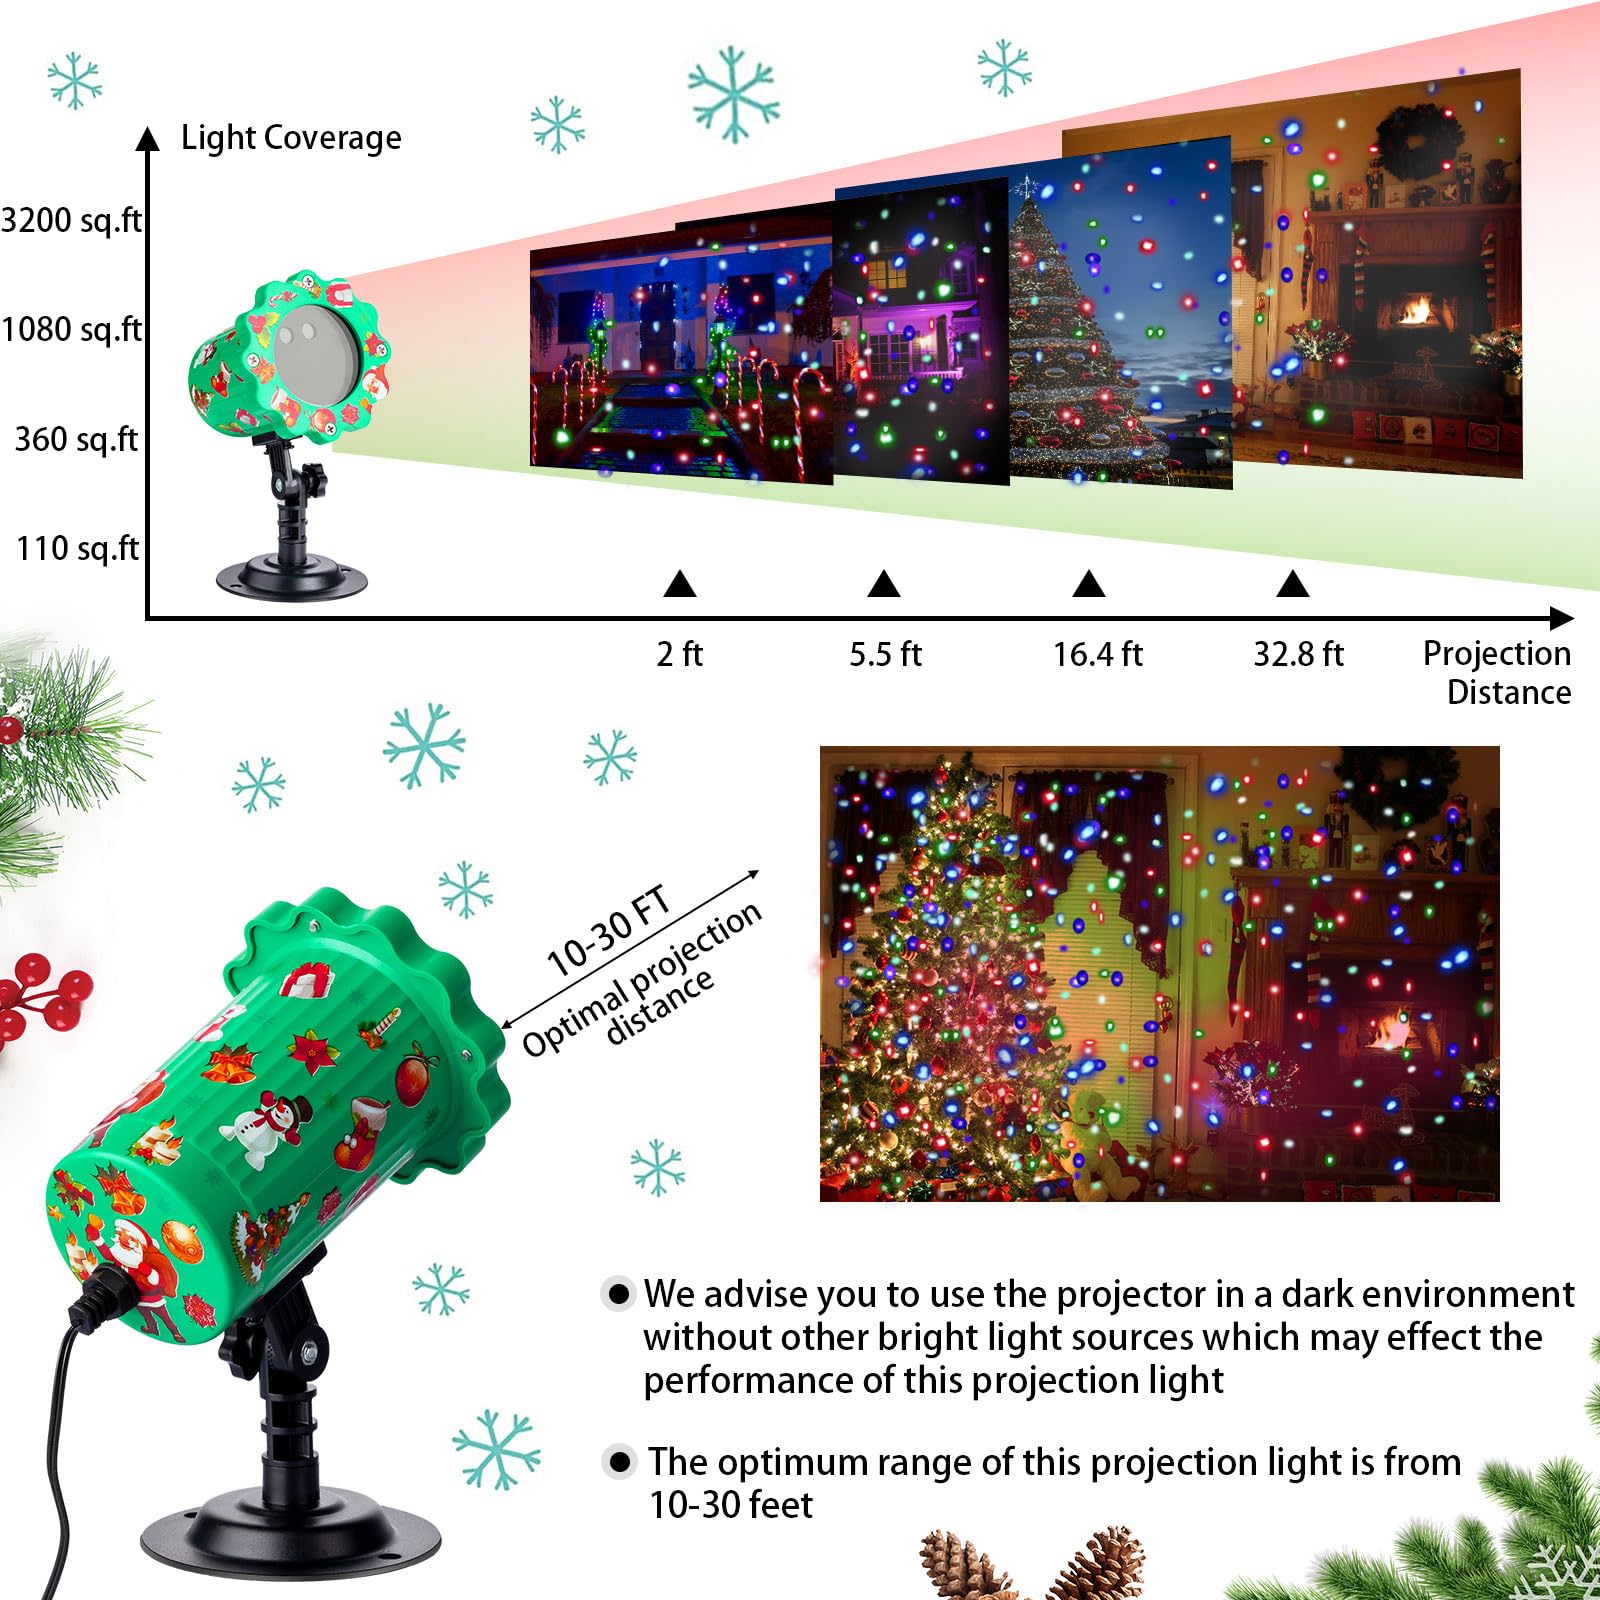 Light Coverage
3200 sq.ft
1080 sq.ft
360 sq.ft
110 sq.ft
2 ft
5.5 ft
16.4 ft
32.8 ft
Projection
Distance
10-30 FT
Optimal projection
distance
We advise you to use the projector in a dark environment
without other bright light sources which may effect the
performance of this projection light
The optimum range of this projection light is from
10-30 feet